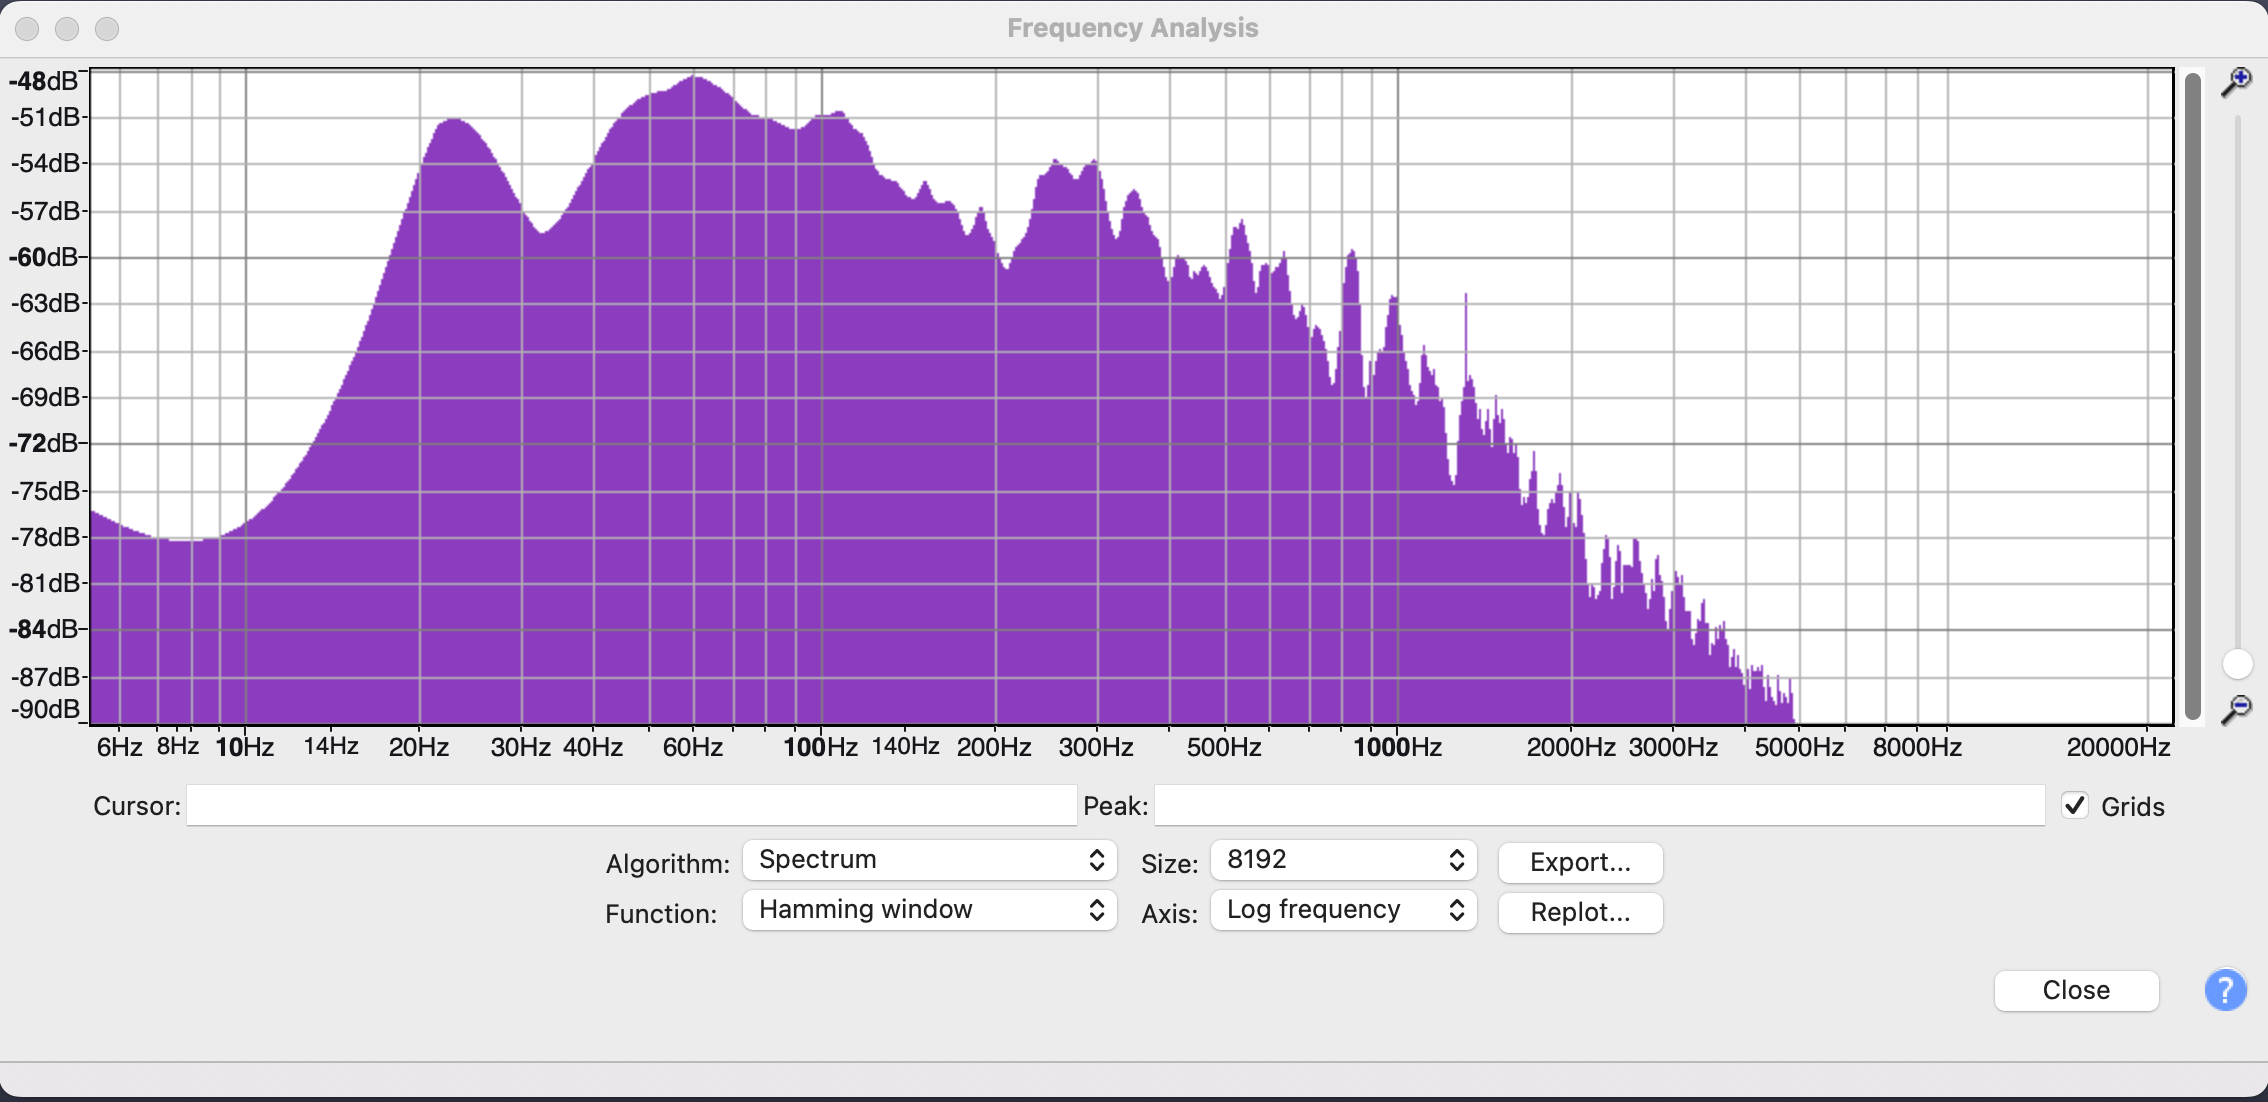 Frequency Analysis
-48dB
-51dB
-54dB
-57dB
-60dB
-63dB
-66dB
-69dB
-72dB
-75dB
-78dB
-81dB
-84dB
-87dB
-90dB
6Hz 8Hz 10Hz 14Hz 20Hz 30Hz 40Hz 60Hz 100Hz 140Hz 200Hz 300Hz 500Hz 1000Hz 2000Hz 3000Hz 5000Hz 8000Hz 20000Hz
Cursor: Peak: Grids
Algorithm: Spectrum Size: 8192 Export...
Function: Hamming window Axis: Log frequency Replot...
Close ?